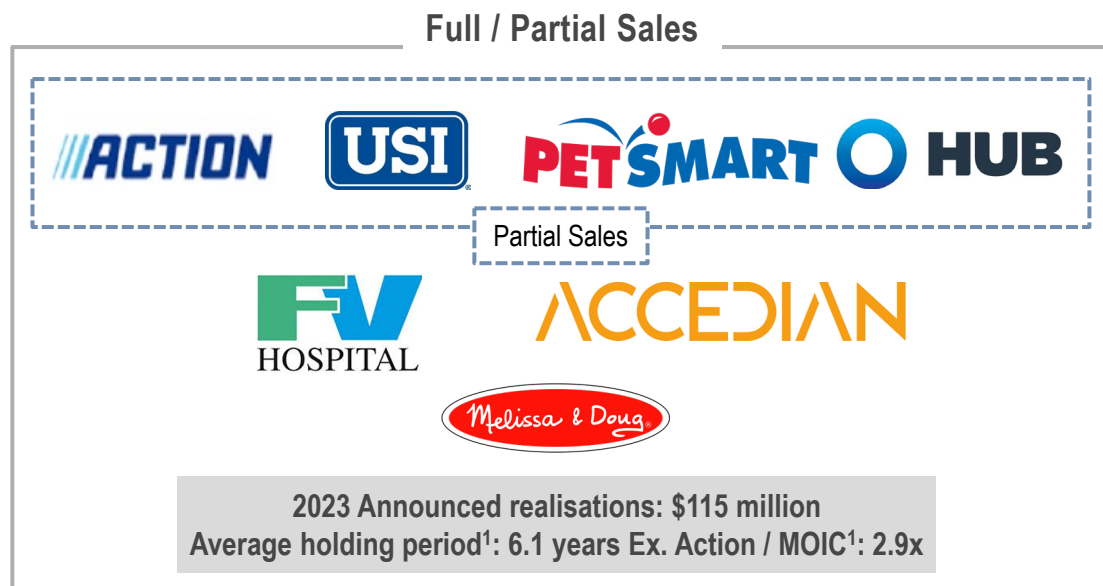 Full / Partial Sales
ACTION
USI
®
PETSMART
HUB
Partial Sales
FV
HOSPITAL
ACCEDIAN
Melissa & Doug®
2023 Announced realisations: $115 million
Average holding period¹: 6.1 years Ex. Action / MOIC¹: 2.9x